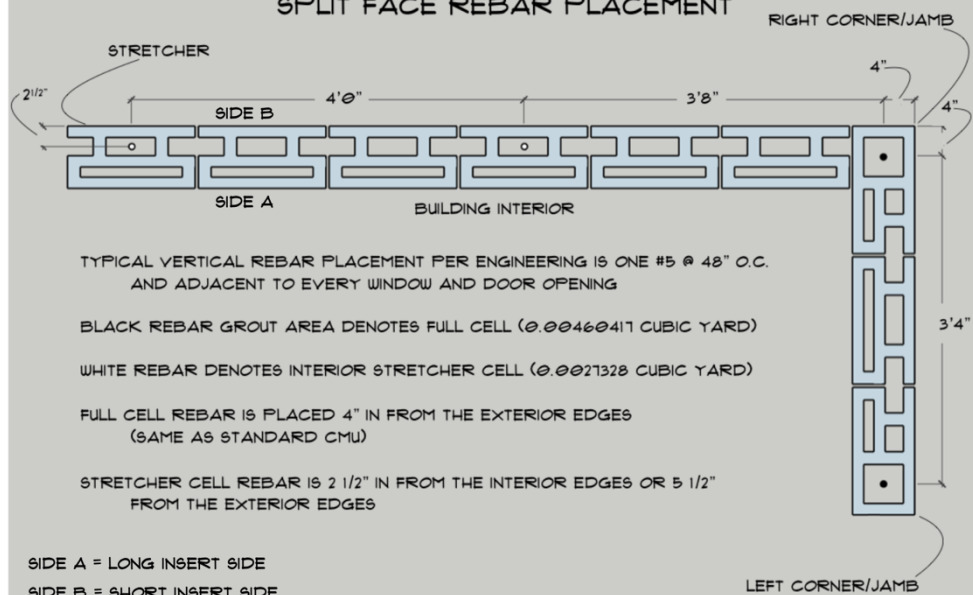 SPLIT FACE REBAR PLACEMENT
RIGHT CORNER/JAMB
STRETCHER
4"
2 1/2"
4'0"
3'8"
4"
SIDE B
SIDE A
BUILDING INTERIOR
TYPICAL VERTICAL REBAR PLACEMENT PER ENGINEERING IS ONE #5 @ 48" O.C.
AND ADJACENT TO EVERY WINDOW AND DOOR OPENING
BLACK REBAR GROUT AREA DENOTES FULL CELL (0.00460417 CUBIC YARD)
3'4"
WHITE REBAR DENOTES INTERIOR STRETCHER CELL (0.0027328 CUBIC YARD)
FULL CELL REBAR IS PLACED 4" IN FROM THE EXTERIOR EDGES
(SAME AS STANDARD CMU)
STRETCHER CELL REBAR IS 2 1/2" IN FROM THE INTERIOR EDGES OR 5 1/2"
FROM THE EXTERIOR EDGES
SIDE A = LONG INSERT SIDE
SIDE B = SHORT INSERT SIDE
LEFT CORNER/JAMB